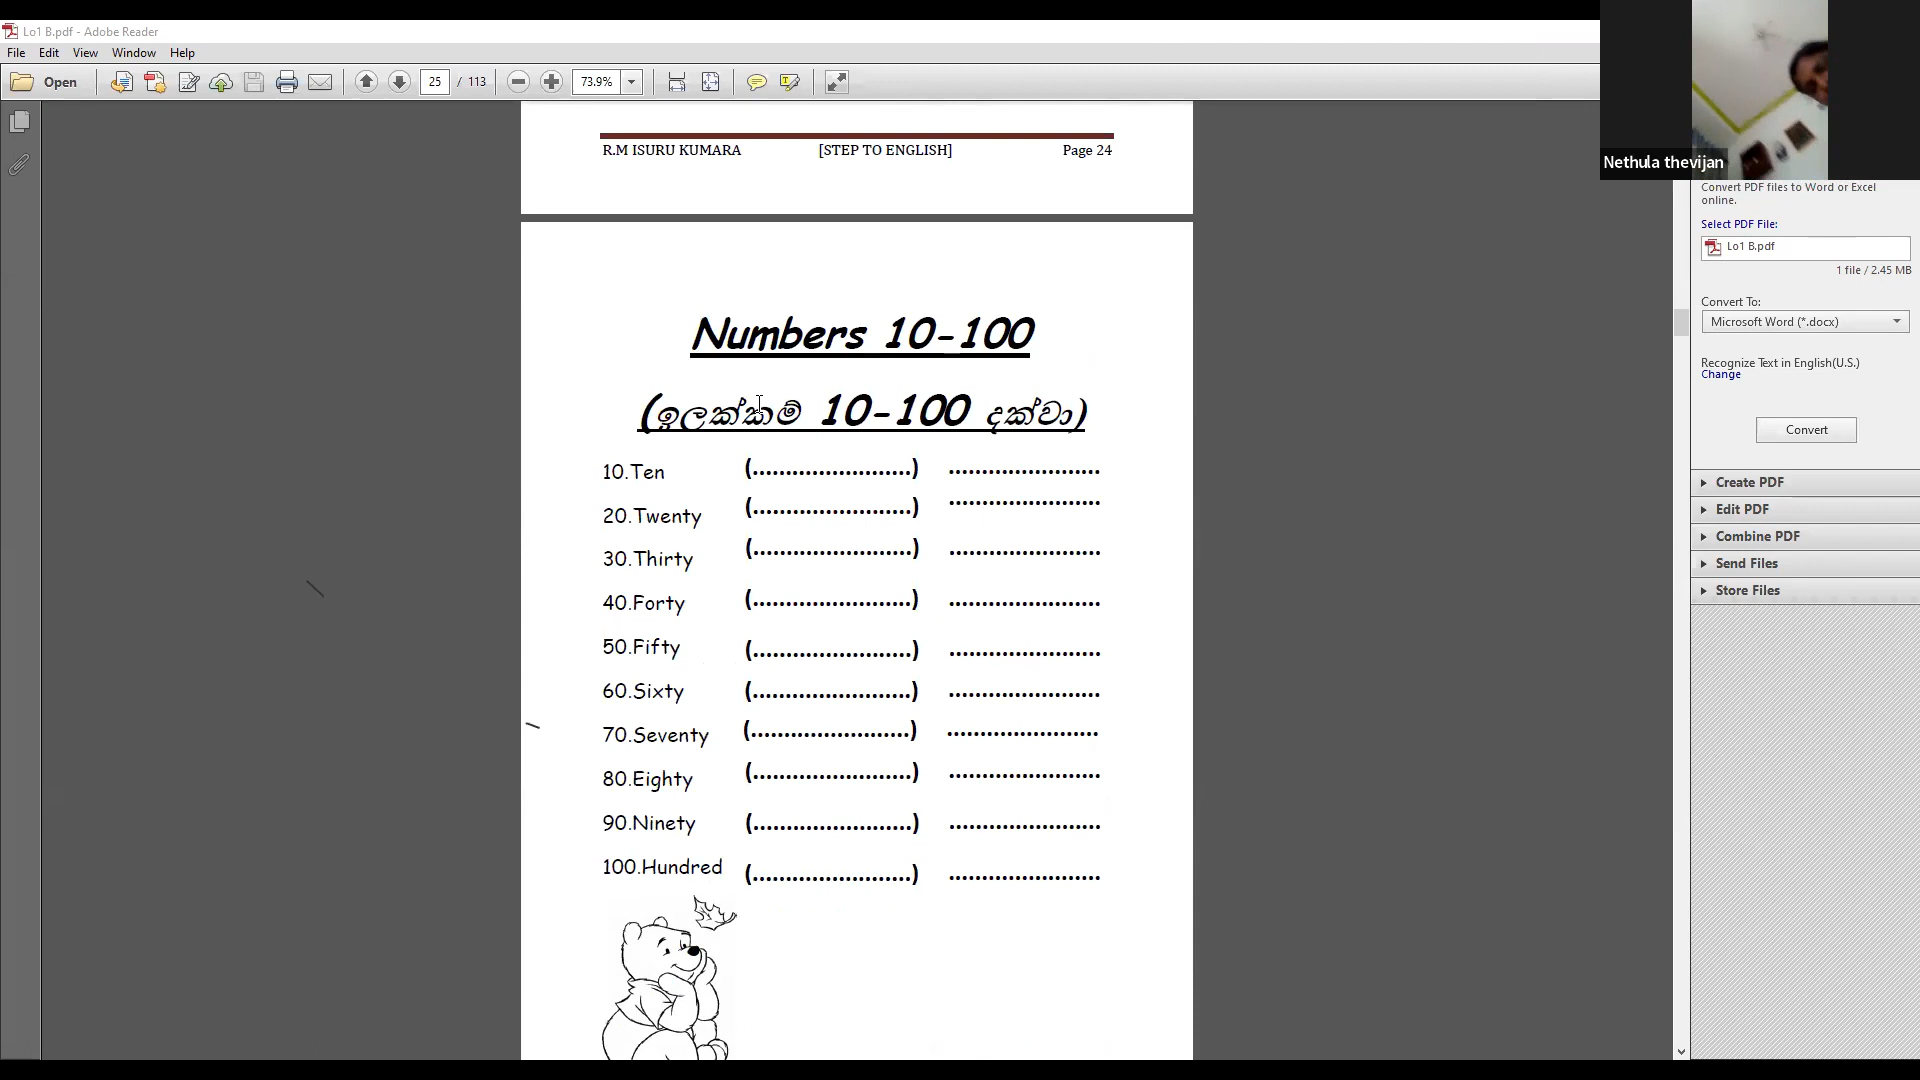 Lo1 B.pdf - Adobe Reader
File Edit View Window Help
Open 25 / 113 73.9%
R.M ISURU KUMARA [STEP TO ENGLISH] Page 24
Nethula thevijan
Convert PDF files to Word or Excel
online.
Select PDF File:
Lo1 B.pdf
1 file / 2.45 MB
Convert To:
Microsoft Word (*.docx)
Recognize Text in English(U.S.)
Change
Convert
Create PDF
Edit PDF
Combine PDF
Send Files
Store Files
Numbers 10-100
(ඉලක්කම් 10-100 දක්වා)
10.Ten (........................) .......................
20.Twenty (........................) .......................
30.Thirty (........................) .......................
40.Forty (........................) .......................
50.Fifty (........................) .......................
60.Sixty (........................) .......................
70.Seventy (........................) .......................
80.Eighty (........................) .......................
90.Ninety (........................) .......................
100.Hundred (........................) .......................